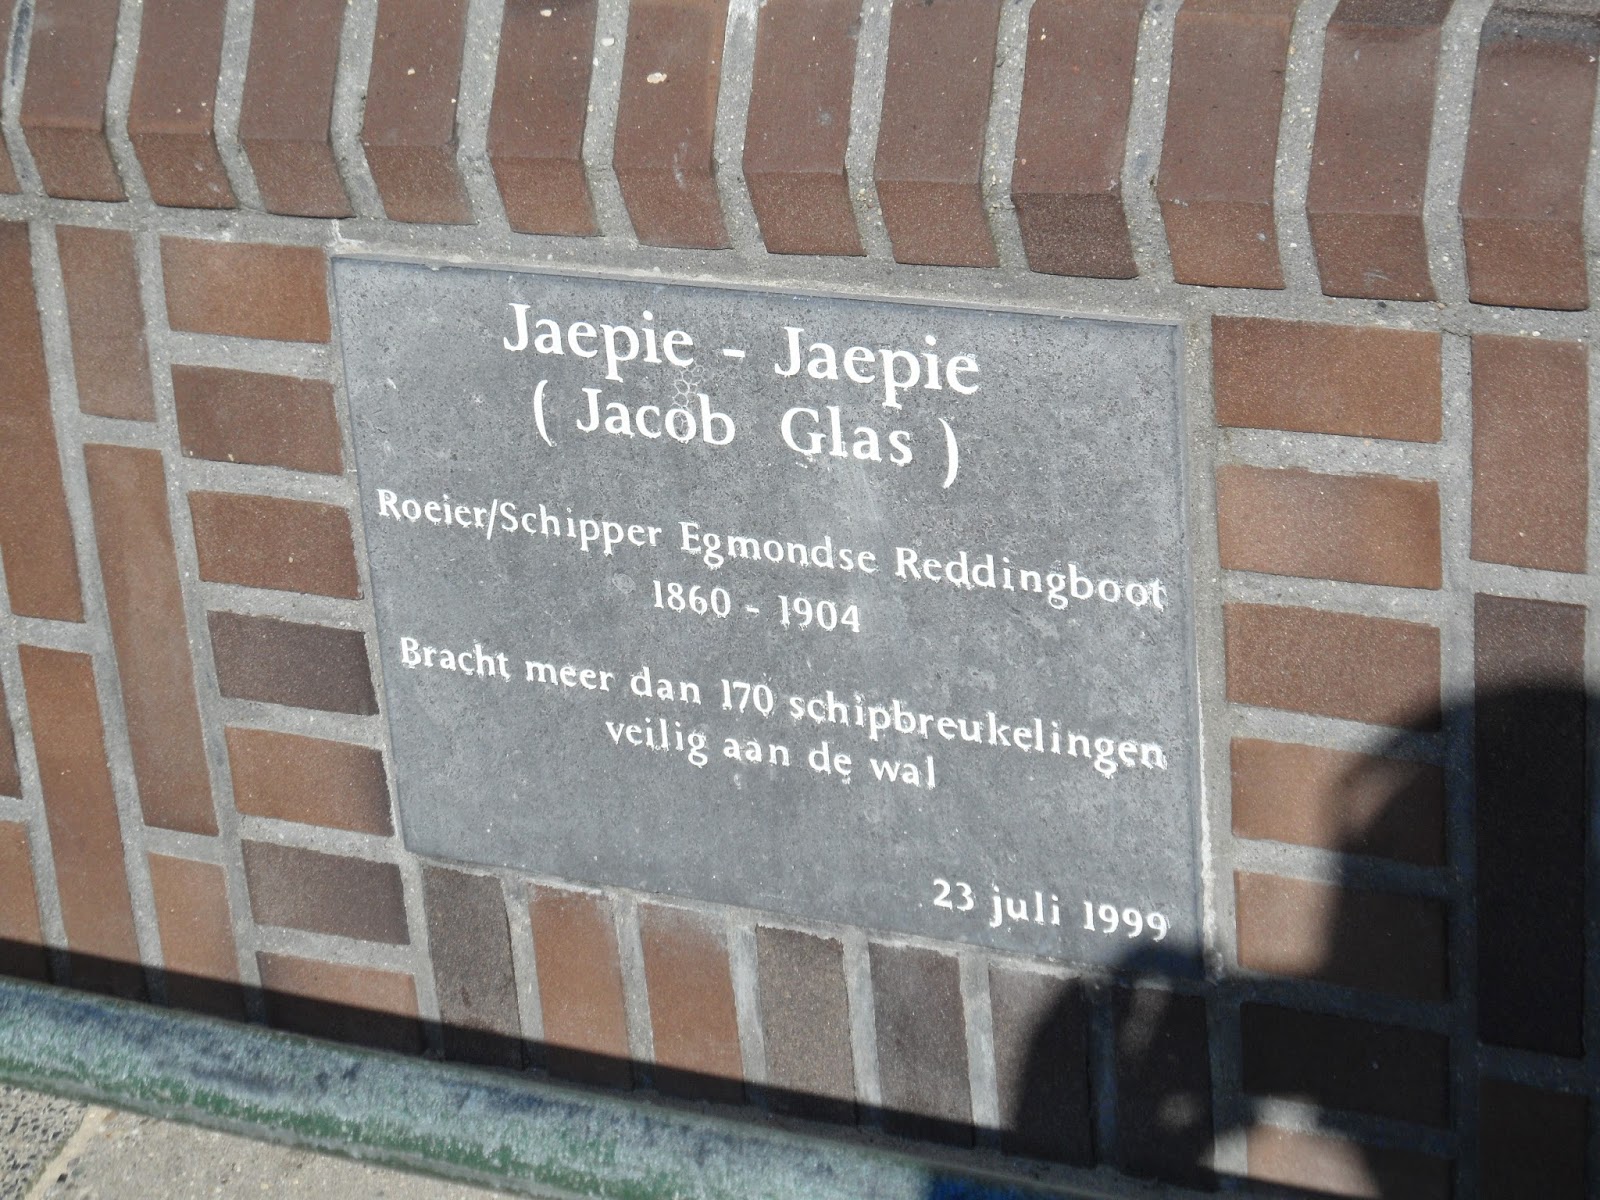 Jaepie - Jaepie
( Jacob Glas )
Roeier/Schipper Egmondse Reddingboot
1860 - 1904
Bracht meer dan 170 schipbreukelingen
veilig aan de wal
23 juli 1999